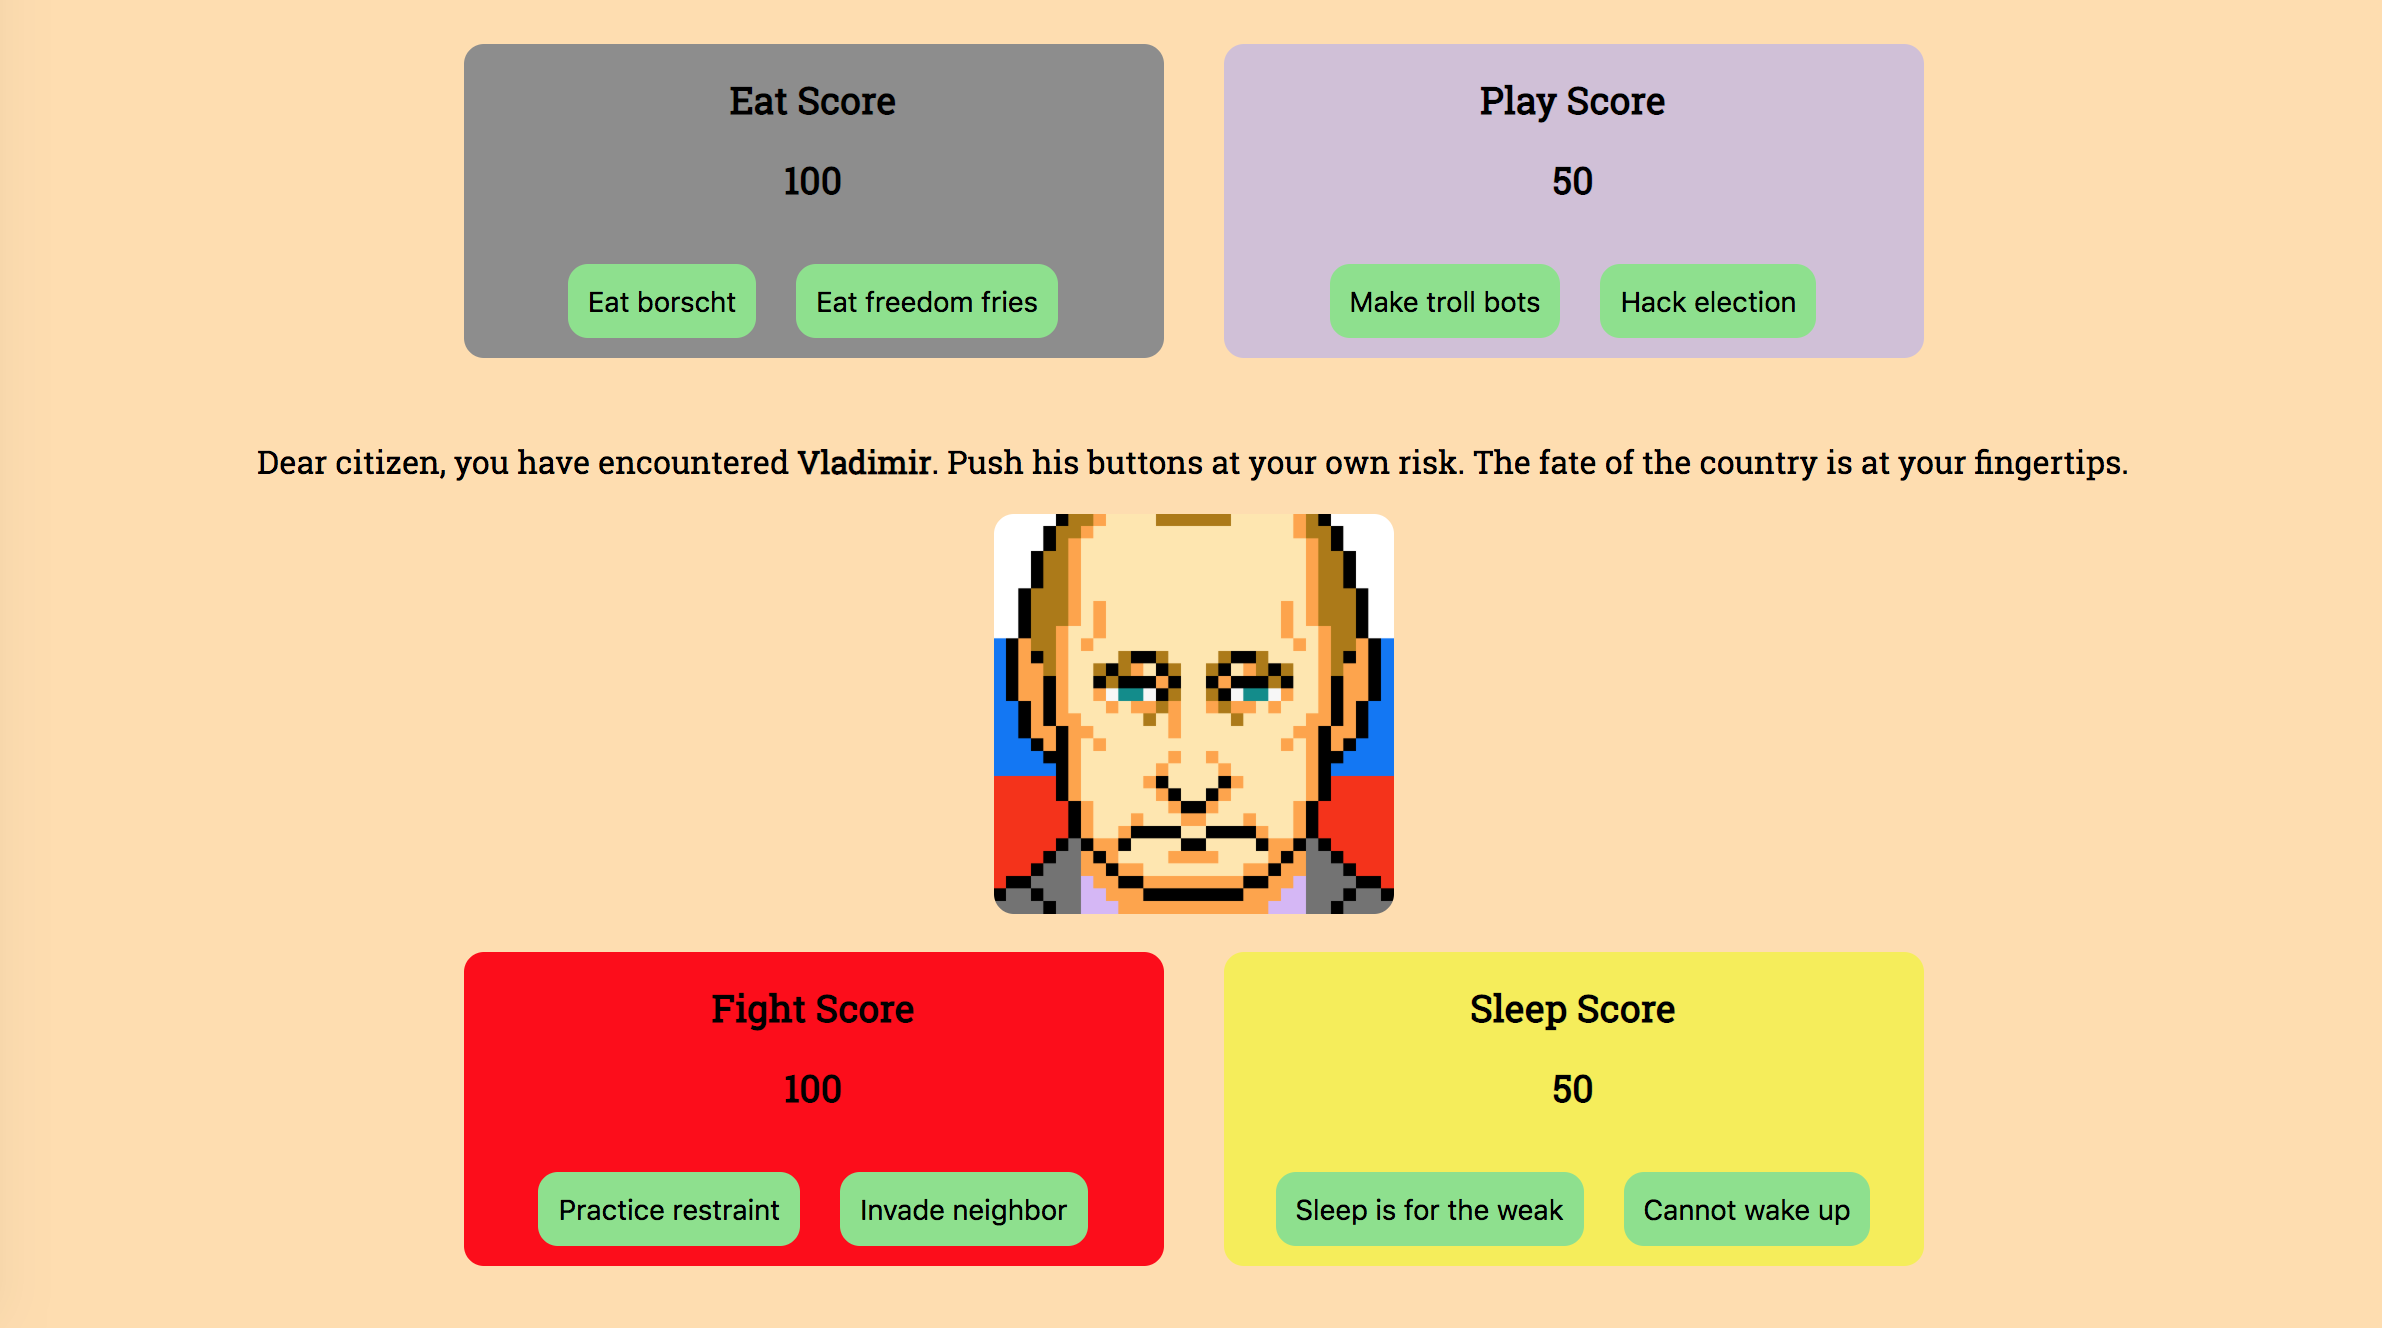 Eat Score
100
Eat borscht
Eat freedom fries
Play Score
50
Make troll bots
Hack election
Dear citizen, you have encountered Vladimir. Push his buttons at your own risk. The fate of the country is at your fingertips.
Fight Score
100
Practice restraint
Invade neighbor
Sleep Score
50
Sleep is for the weak
Cannot wake up